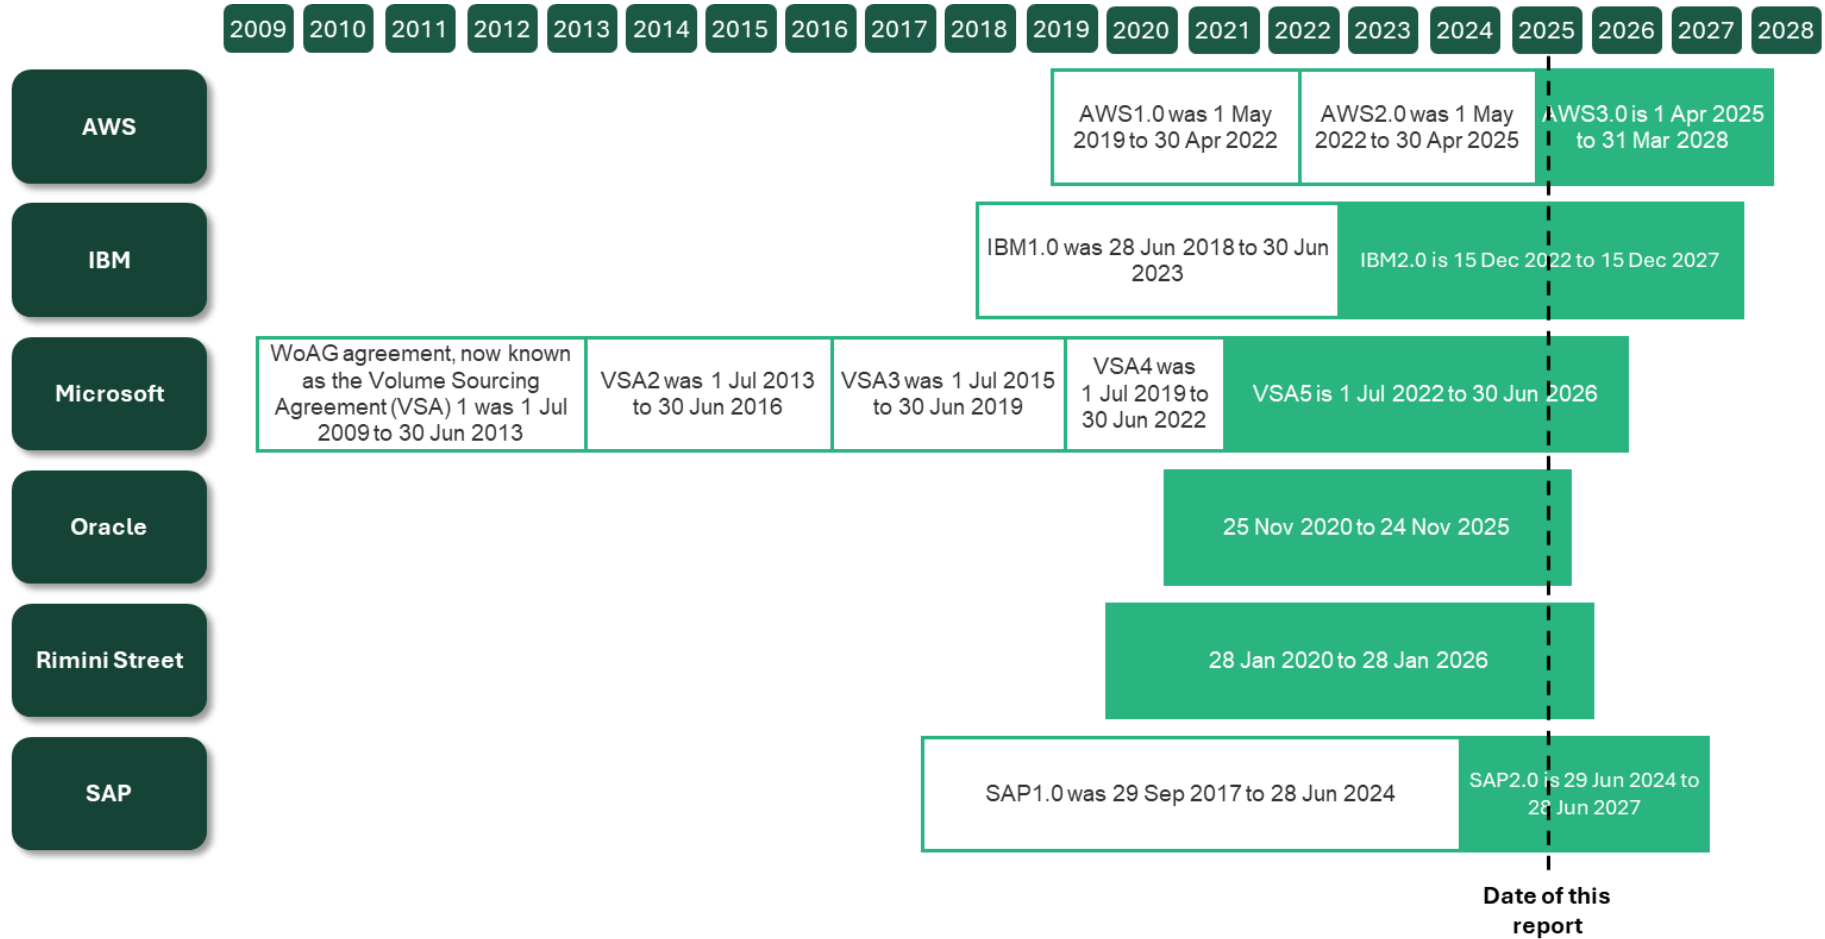 2009 2010 2011 2012 2013 2014 2015 2016 2017 2018 2019 2020 2021 2022 2023 2024 2025 2026 2027 2028
AWS
AWS1.0 was 1 May
2019 to 30 Apr 2022
AWS2.0 was 1 May
2022 to 30 Apr 2025
AWS3.0 is 1 Apr 2025
to 31 Mar 2028
IBM
IBM1.0 was 28 Jun 2018 to 30 Jun
2023
IBM2.0 is 15 Dec 2022 to 15 Dec 2027
Microsoft
WoAG agreement, now known
as the Volume Sourcing
Agreement (VSA) 1 was 1 Jul
2009 to 30 Jun 2013
VSA2 was 1 Jul 2013
to 30 Jun 2016
VSA3 was 1 Jul 2015
to 30 Jun 2019
VSA4 was
1 Jul 2019 to
30 Jun 2022
VSA5 is 1 Jul 2022 to 30 Jun 2026
Oracle
25 Nov 2020 to 24 Nov 2025
Rimini Street
28 Jan 2020 to 28 Jan 2026
SAP
SAP1.0 was 29 Sep 2017 to 28 Jun 2024
SAP2.0 is 29 Jun 2024 to
28 Jun 2027
Date of this
report